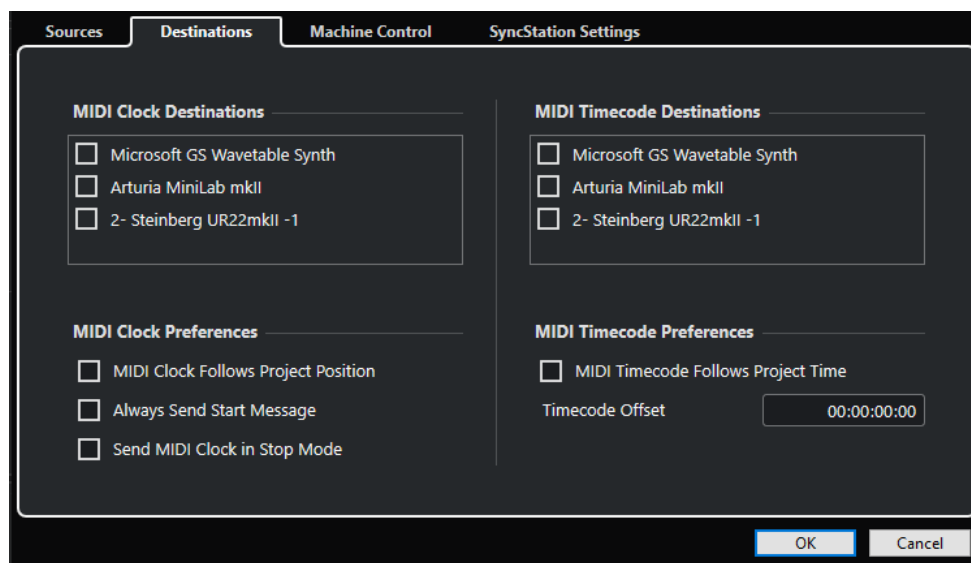 Sources Destinations Machine Control SyncStation Settings
MIDI Clock Destinations
Microsoft GS Wavetable Synth
Arturia MiniLab mkII
2- Steinberg UR22mkII -1
MIDI Clock Preferences
MIDI Clock Follows Project Position
Always Send Start Message
Send MIDI Clock in Stop Mode
MIDI Timecode Destinations
Microsoft GS Wavetable Synth
Arturia MiniLab mkII
2- Steinberg UR22mkII -1
MIDI Timecode Preferences
MIDI Timecode Follows Project Time
Timecode Offset 00:00:00:00
OK Cancel